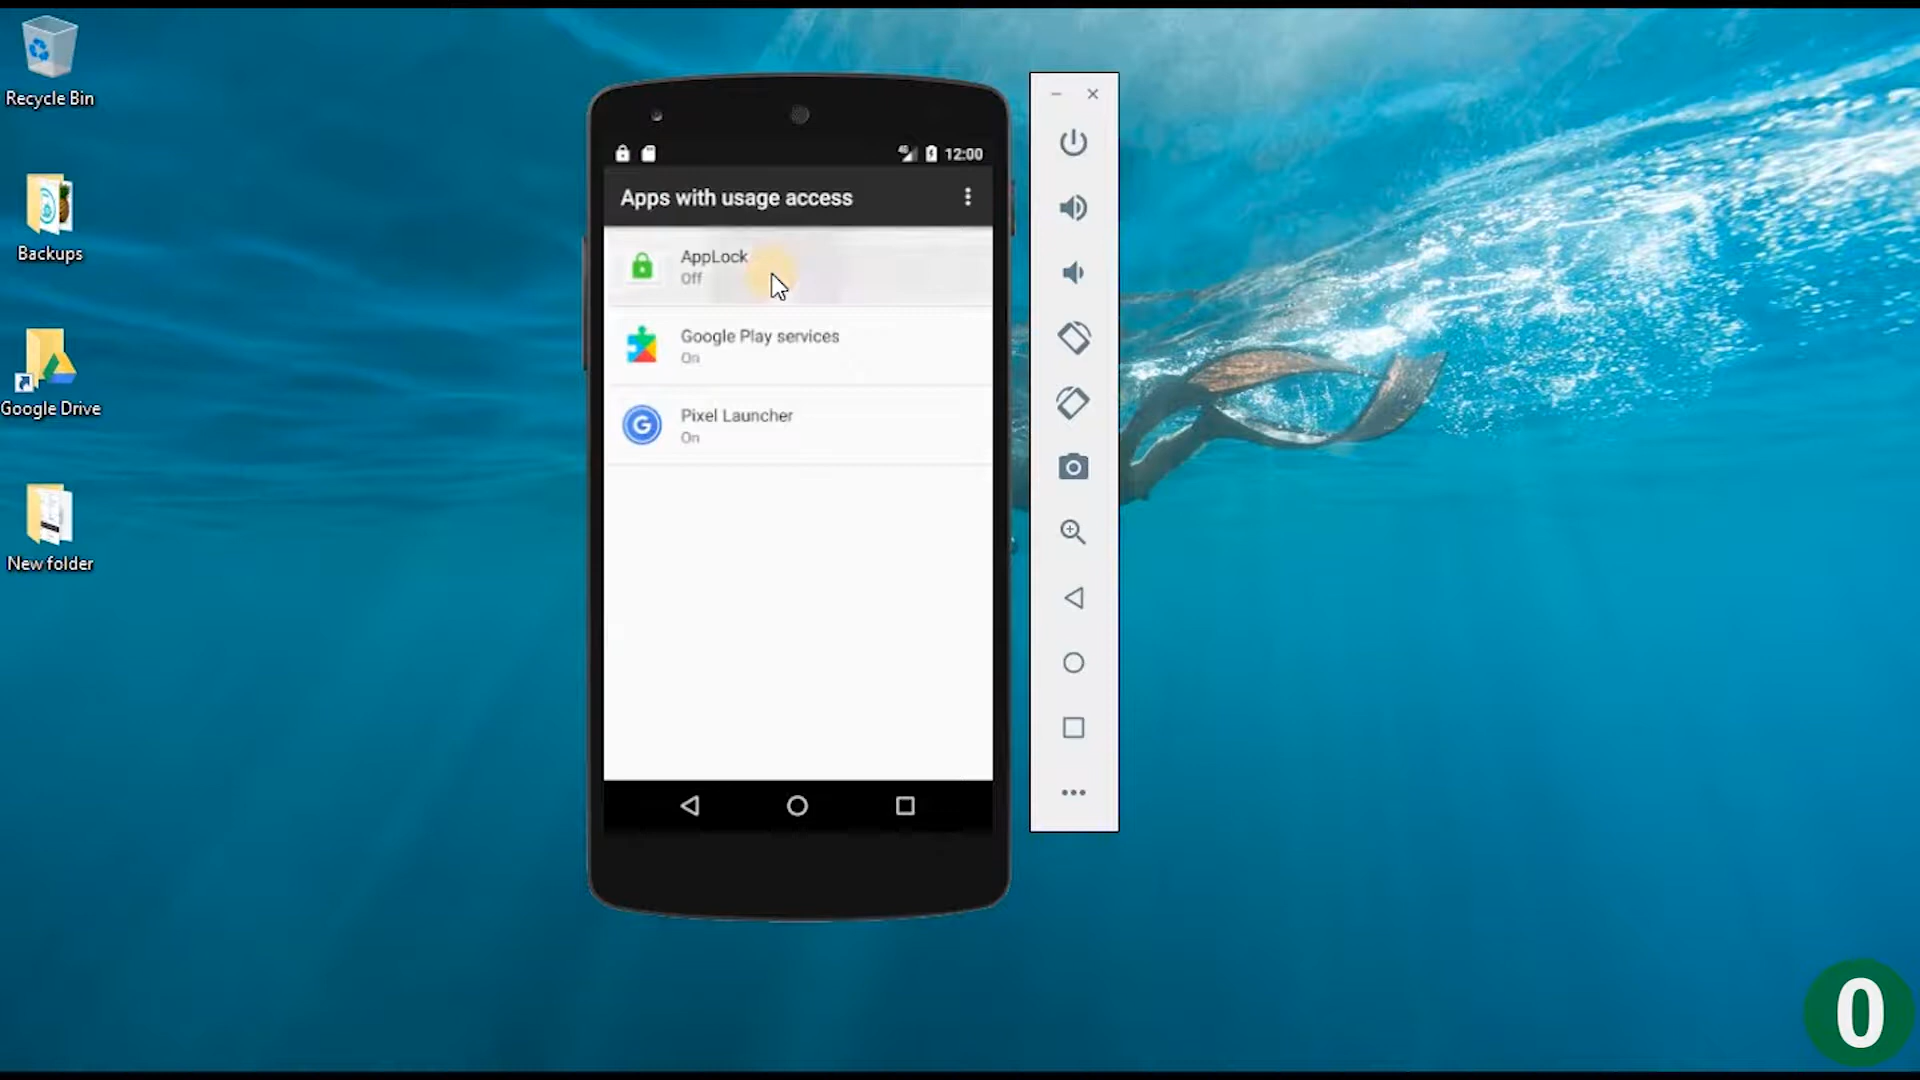 Recycle Bin
Backups
Google Drive
New folder
12:00
Apps with usage access
AppLock
Off
Google Play services
On
Pixel Launcher
On
0